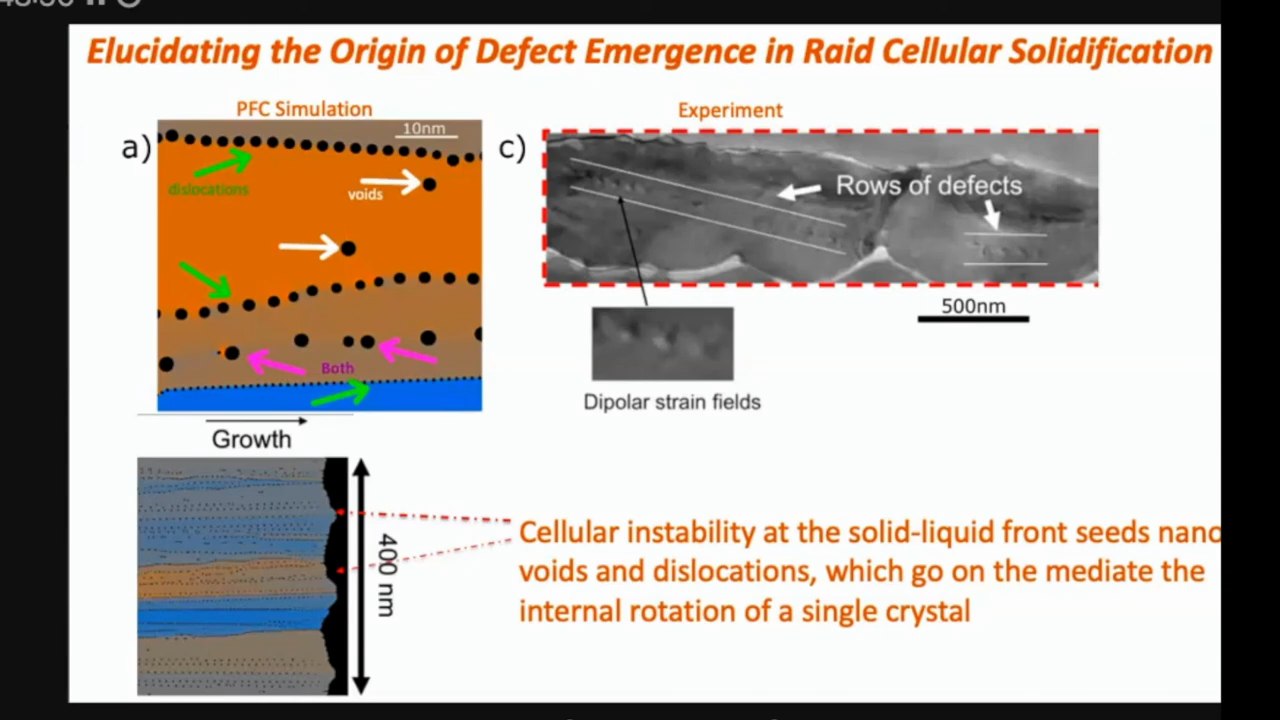 Elucidating the Origin of Defect Emergence in Raid Cellular Solidification
PFC Simulation
Experiment
a)
10nm
dislocations
voids
Both
c)
Rows of defects
500nm
Dipolar strain fields
Growth
400 nm
Cellular instability at the solid-liquid front seeds nano
voids and dislocations, which go on the mediate the
internal rotation of a single crystal